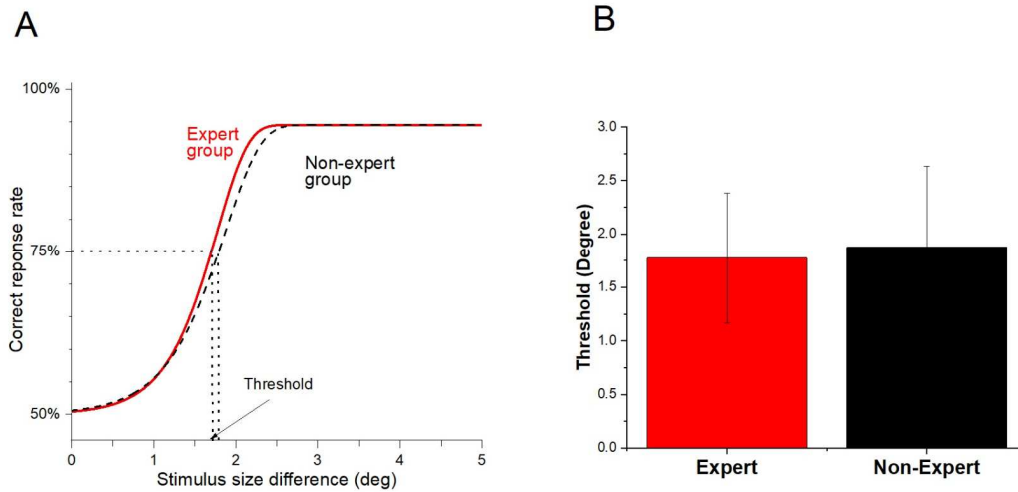 A
100%
75%
50%
Correct reponse rate
Expert
group
Non-expert
group
Threshold
0 1 2 3 4 5
Stimulus size difference (deg)
B
3.0
2.5
2.0
1.5
1.0
0.5
0.0
Threshold (Degree)
Expert Non-Expert